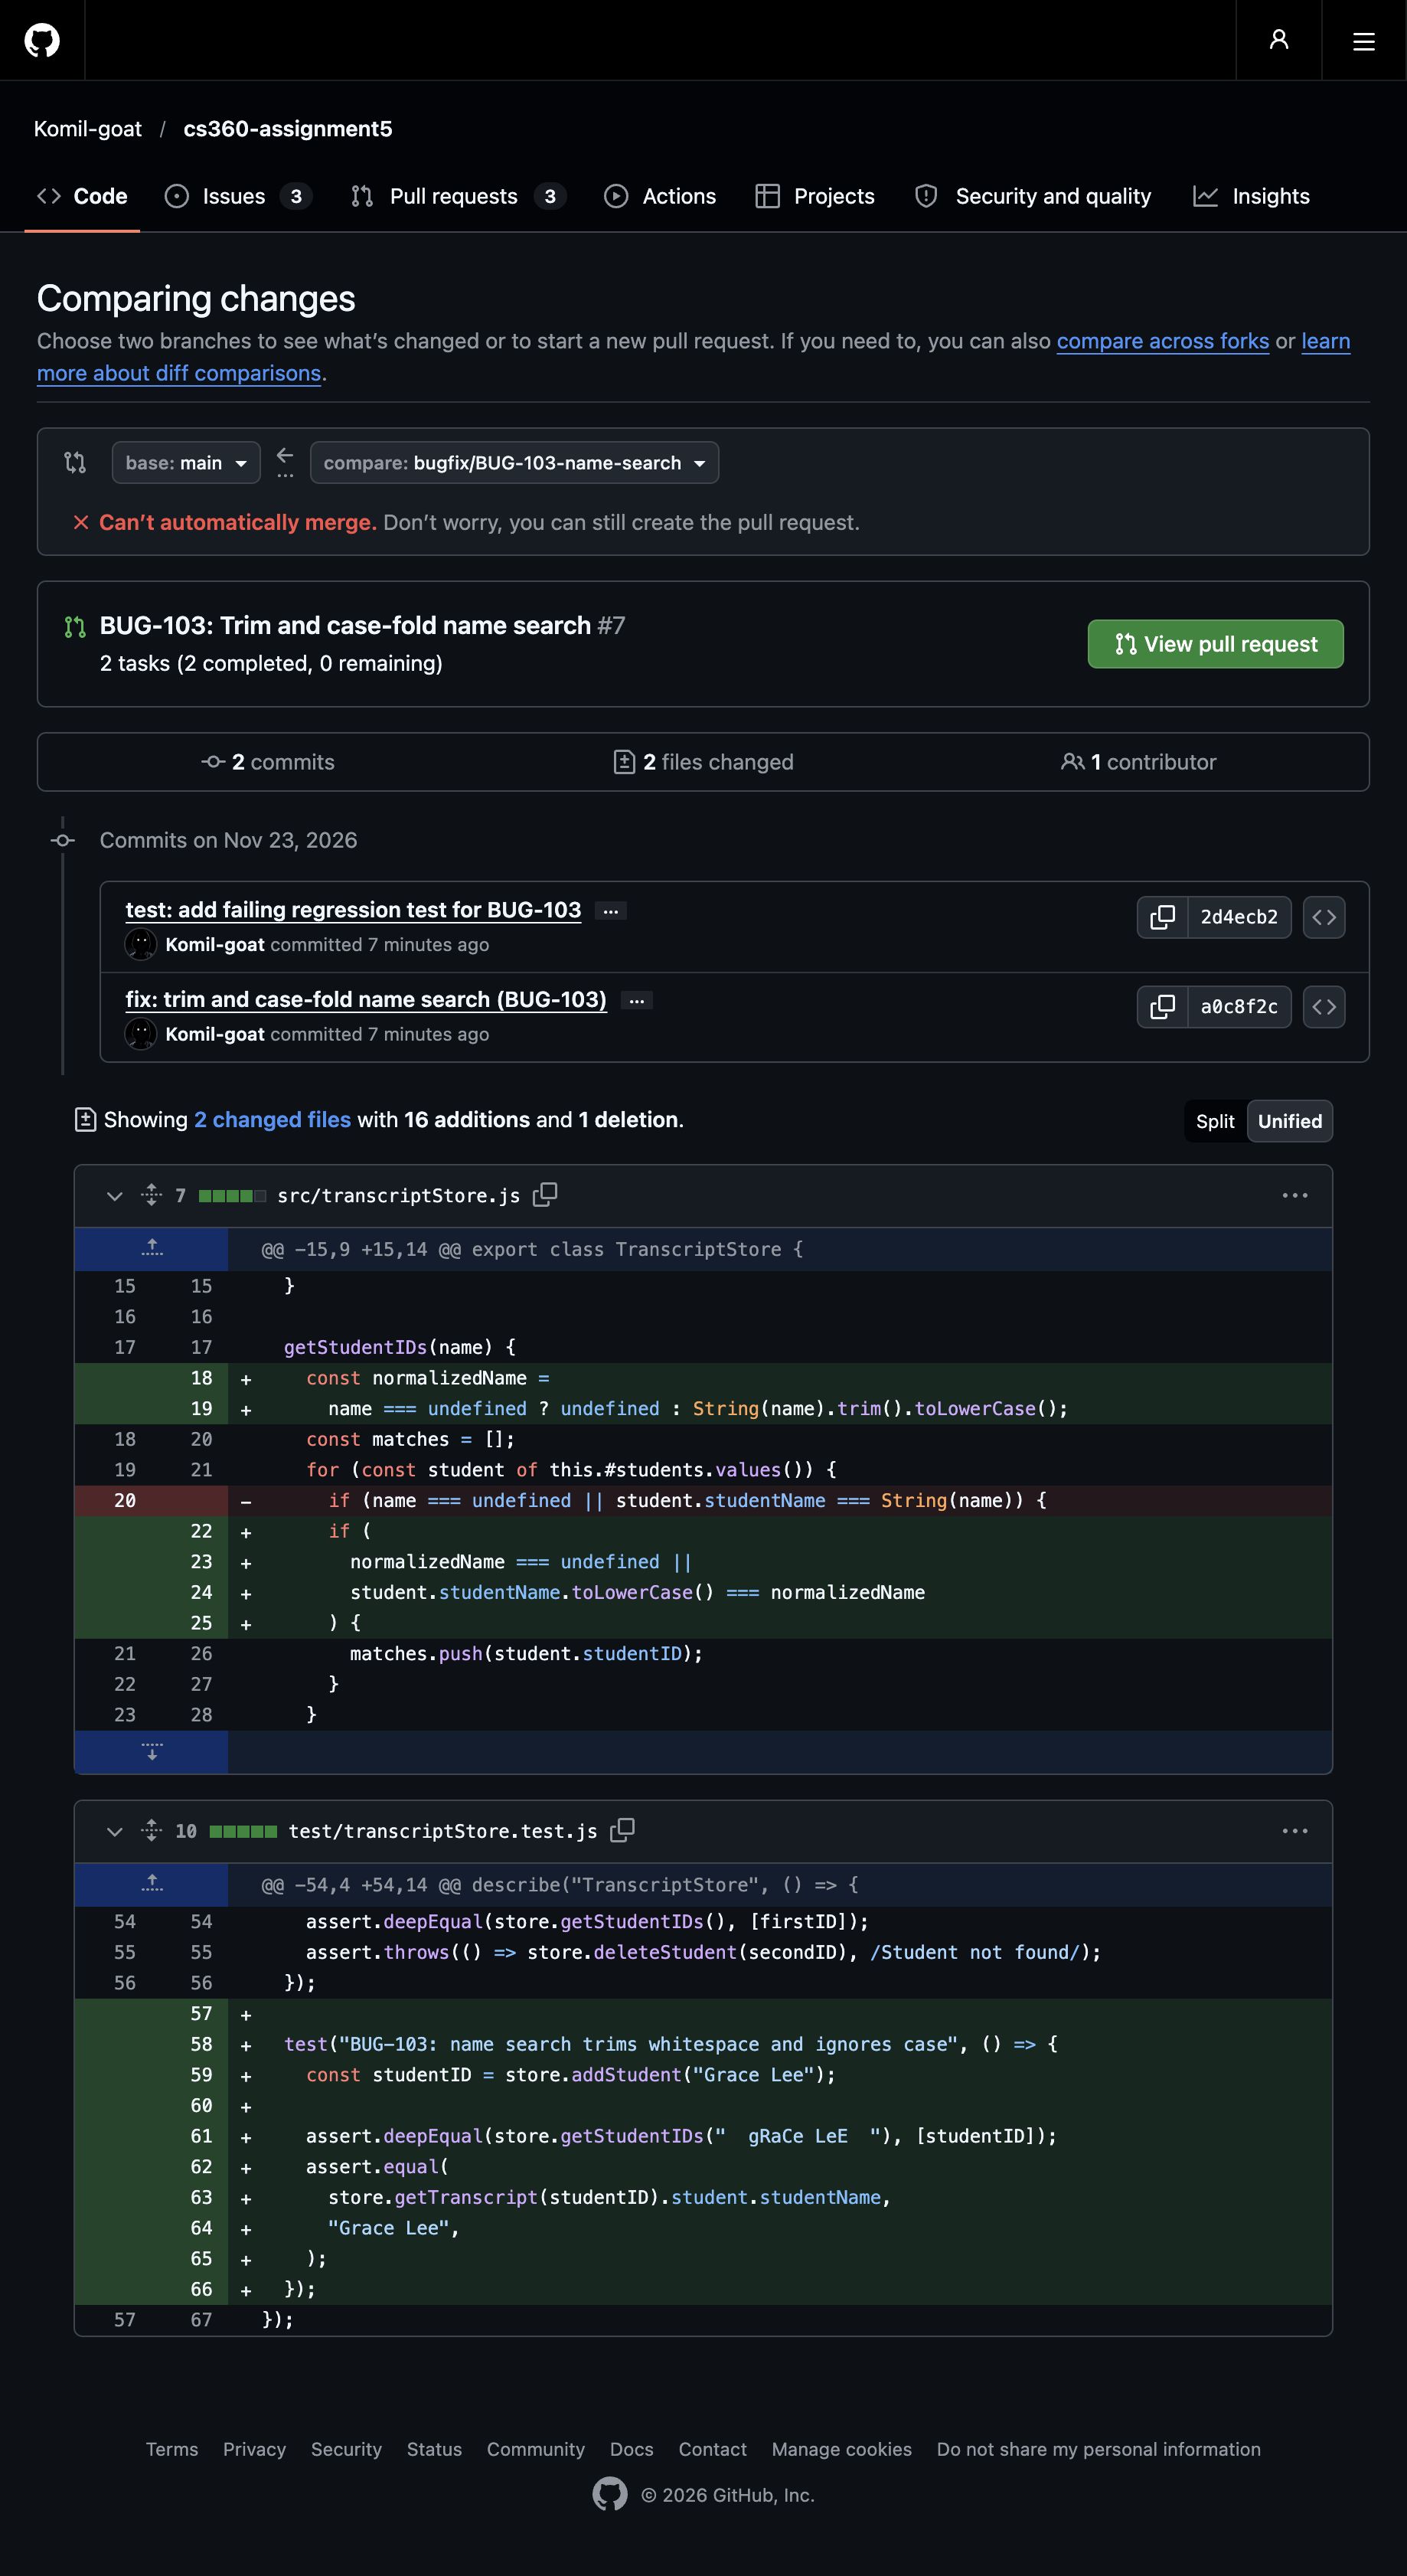 Komil-goat / cs360-assignment5
Code Issues 3 Pull requests 3 Actions Projects Security and quality Insights
Comparing changes
Choose two branches to see what’s changed or to start a new pull request. If you need to, you can also compare across forks or learn
more about diff comparisons.
base: main compare: bugfix/BUG-103-name-search
Can’t automatically merge. Don’t worry, you can still create the pull request.
BUG-103: Trim and case-fold name search #7
2 tasks (2 completed, 0 remaining)
View pull request
2 commits 2 files changed 1 contributor
Commits on Nov 23, 2026
test: add failing regression test for BUG-103 …
Komil-goat committed 7 minutes ago
2d4ecb2
fix: trim and case-fold name search (BUG-103) …
Komil-goat committed 7 minutes ago
a0c8f2c
Showing 2 changed files with 16 additions and 1 deletion.
Split Unified
7 src/transcriptStore.js
@@ -15,9 +15,14 @@ export class TranscriptStore {
15 15 }
16 16
17 17 getStudentIDs(name) {
18 + const normalizedName =
19 + name === undefined ? undefined : String(name).trim().toLowerCase();
18 20 const matches = [];
19 21 for (const student of this.#students.values()) {
20 - if (name === undefined || student.studentName === String(name)) {
22 + if (
23 + normalizedName === undefined ||
24 + student.studentName.toLowerCase() === normalizedName
25 + ) {
21 26 matches.push(student.studentID);
22 27 }
23 28 }
10 test/transcriptStore.test.js
@@ -54,4 +54,14 @@ describe("TranscriptStore", () => {
54 54 assert.deepEqual(store.getStudentIDs(), [firstID]);
55 55 assert.throws(() => store.deleteStudent(secondID), /Student not found/);
56 56 });
57 +
58 + test("BUG-103: name search trims whitespace and ignores case", () => {
59 + const studentID = store.addStudent("Grace Lee");
60 +
61 + assert.deepEqual(store.getStudentIDs("  gRaCe LeE  "), [studentID]);
62 + assert.equal(
63 + store.getTranscript(studentID).student.studentName,
64 + "Grace Lee",
65 + );
66 + });
57 67 });
Terms Privacy Security Status Community Docs Contact Manage cookies Do not share my personal information
© 2026 GitHub, Inc.